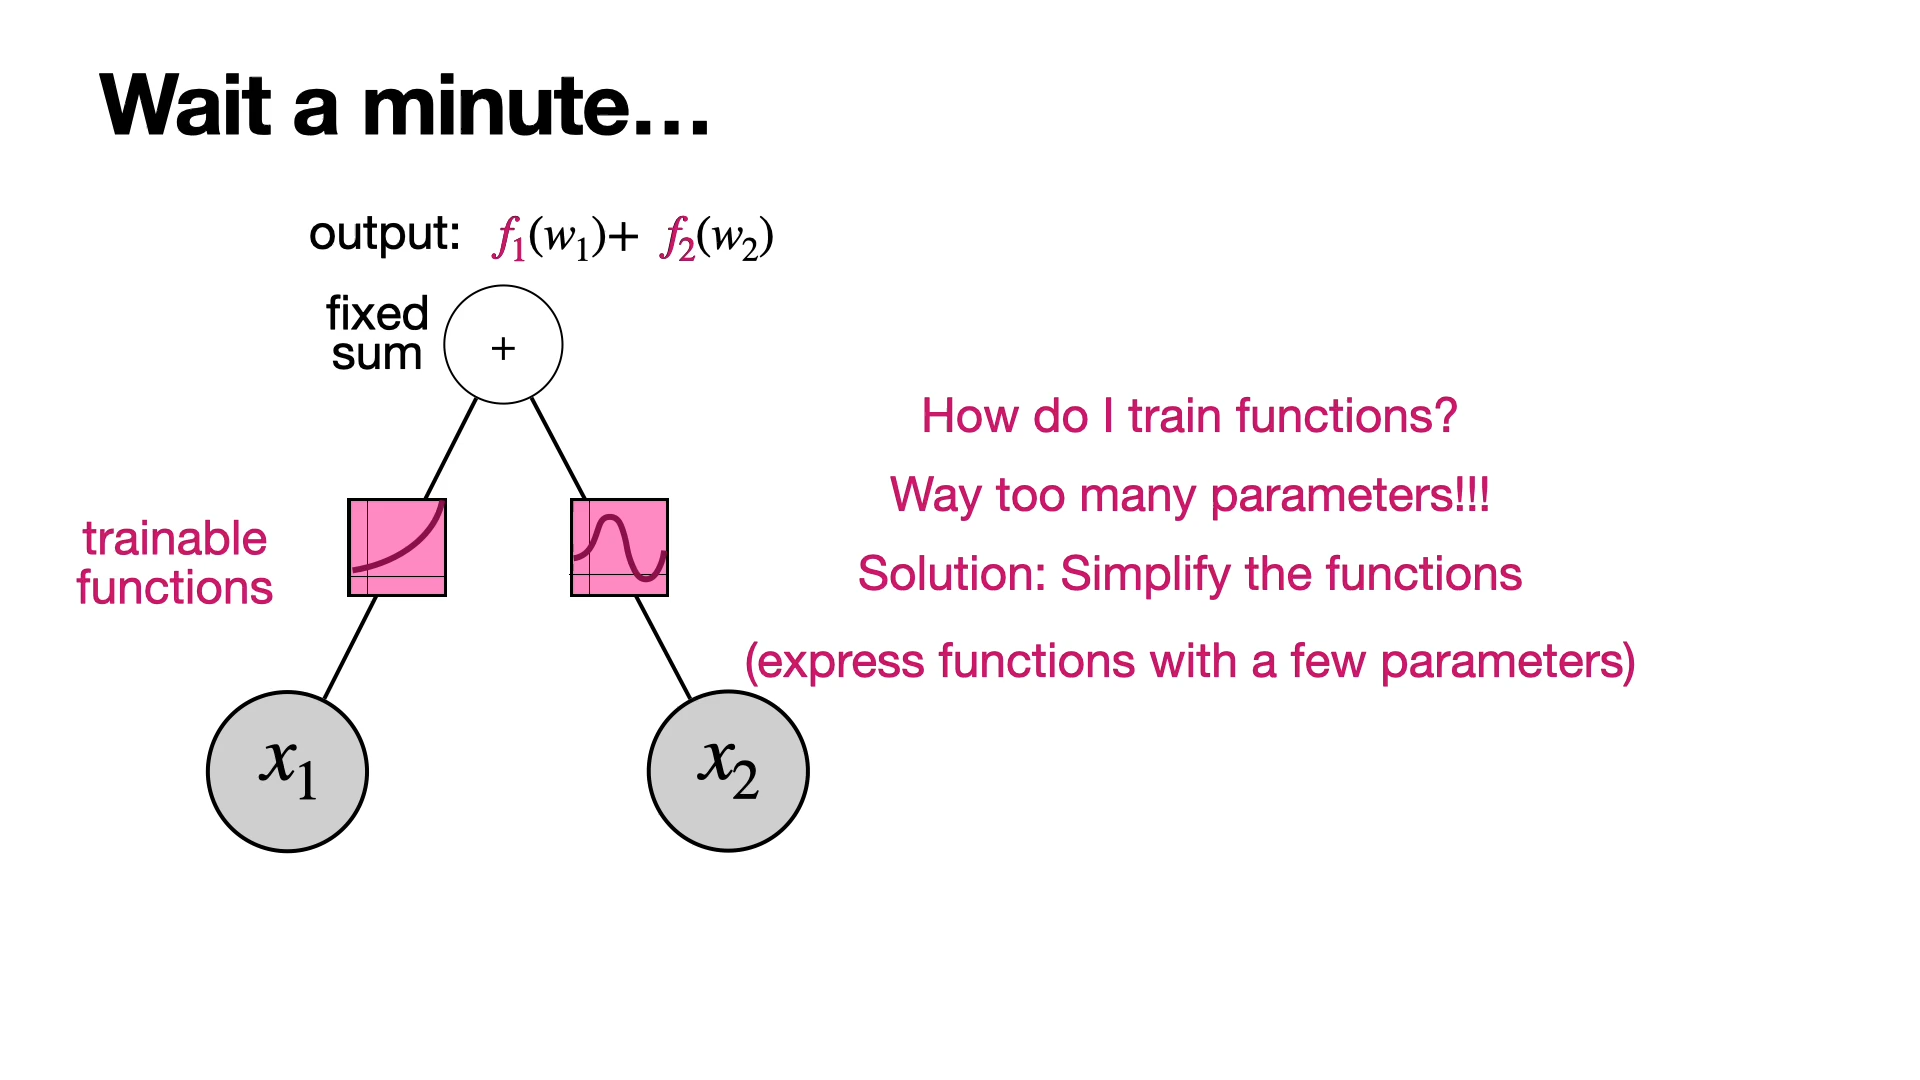 Wait a minute…
output: f₁(w₁)+ f₂(w₂)
fixed
sum
+
How do I train functions?
Way too many parameters!!!
trainable
functions
Solution: Simplify the functions
(express functions with a few parameters)
x₁
x₂